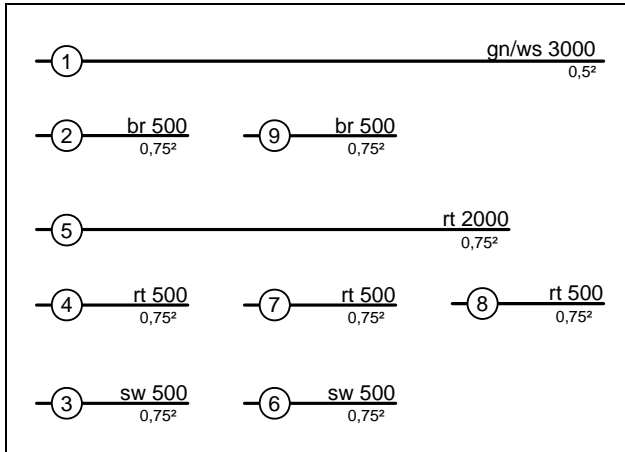 1 gn/ws 3000
0,5²
2 br 500 9 br 500
0,75² 0,75²
5 rt 2000
0,75²
4 rt 500 7 rt 500 8 rt 500
0,75² 0,75² 0,75²
3 sw 500 6 sw 500
0,75² 0,75²